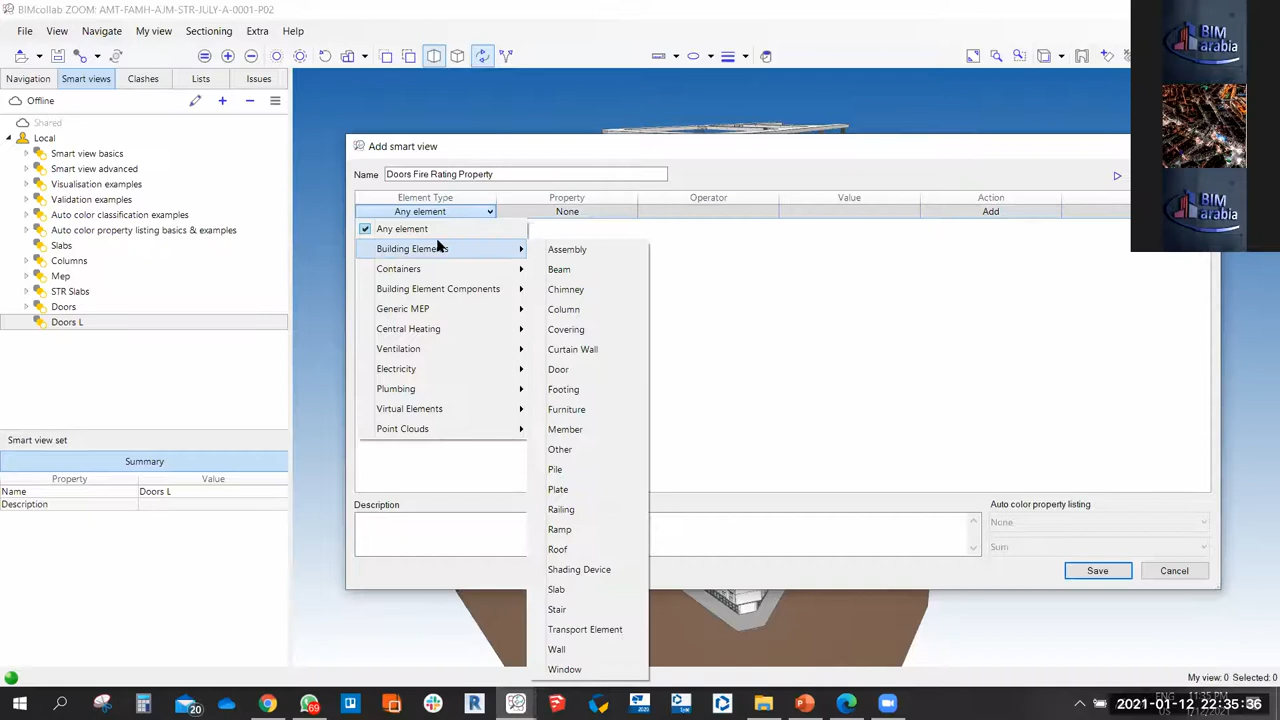 BIMcollab ZOOM: AMT-FAMH-AJM-STR-JULY-A-0001-P02
File View Navigate My view Sectioning Extra Help
Navigation Smart views Clashes Lists Issues
Offline
Shared
Local
Smart view basics
Smart view advanced
Visualisation examples
Validation examples
Auto color classification examples
Auto color property listing basics & examples
Slabs
Columns
Mep
STR Slabs
Doors
Doors L
Smart view set
Summary
Property Value
Name Doors L
Description
Add smart view
Name Doors Fire Rating Property
Element Type Property Operator Value Action
Any element None Add
Any element
Building Elements
Containers
Building Element Components
Generic MEP
Central Heating
Ventilation
Electricity
Plumbing
Virtual Elements
Point Clouds
Assembly
Beam
Chimney
Column
Covering
Curtain Wall
Door
Footing
Furniture
Member
Other
Pile
Plate
Railing
Ramp
Roof
Shading Device
Slab
Stair
Transport Element
Wall
Window
Description
Auto color property listing
None
Sum
Save Cancel
BIM
arabia
BIM
arabia
My view: 0 Selected: 0
20
69
ENG
11:35 PM
2021-01-12 22:35:36